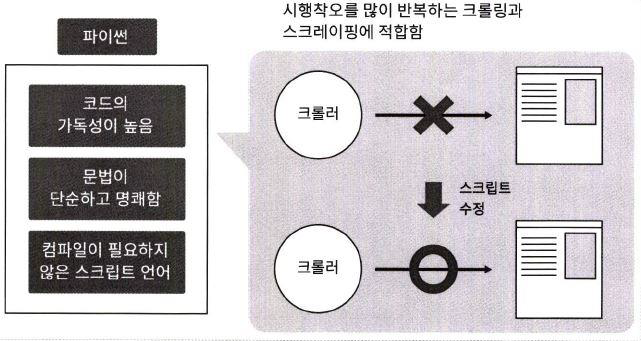 파이썬
코드의
가독성이 높음
문법이
단순하고 명쾌함
컴파일이 필요하지
않은 스크립트 언어
시행착오를 많이 반복하는 크롤링과
스크레이핑에 적합함
크롤러
스크립트
수정
크롤러